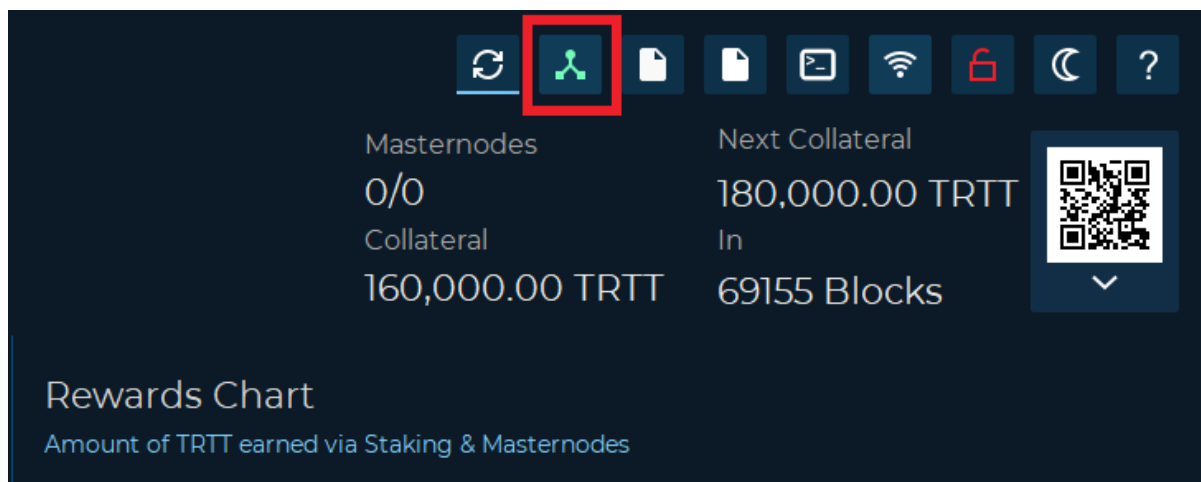 ?
Masternodes
0/0
Collateral
160,000.00 TRTT
Next Collateral
180,000.00 TRTT
In
69155 Blocks
Rewards Chart
Amount of TRTT earned via Staking & Masternodes